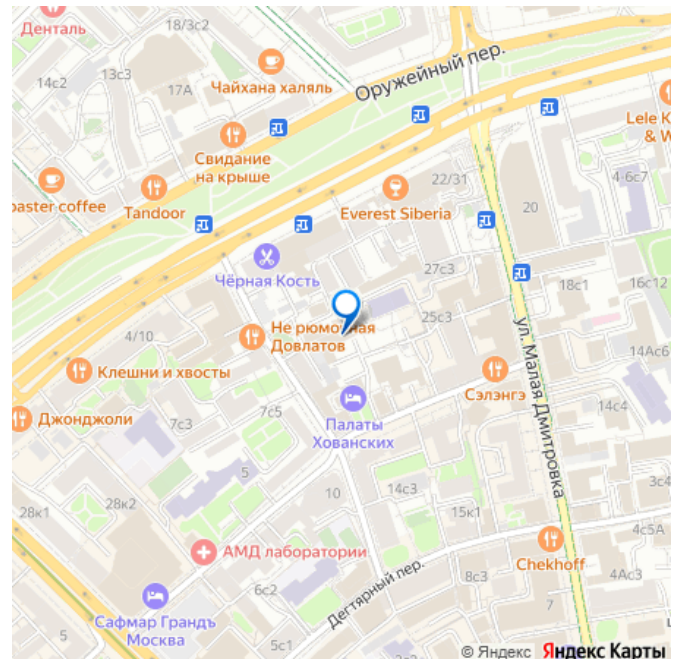 Денталь
18/3с2
14с2
13с3
17А
Чайхана халяль
Оружейный пер.
Свидание
на крыше
Lele K
& W
22/31
4-6с7
paster coffee
Tandoor
Everest Siberia
20
Чёрная Кость
27с3
18с1
16с12
4/10
Не рюмочная
Довлатов
25с3
14Ас6
Клешни и хвосты
Сэлэнгэ
ул. Малая Дмитровка
Джонджоли
7с3
7с5
Палаты
Хованских
14с4
5
10
14с3
3с4
28к1
28к2
15к1
АМД лаборатории
4с5А
Chekhoff
Дегтярный пер.
6с2
8с3
4Ас3
Сафмар Грандъ
Москва
7
5
5с1
© Яндекс Яндекс Карты